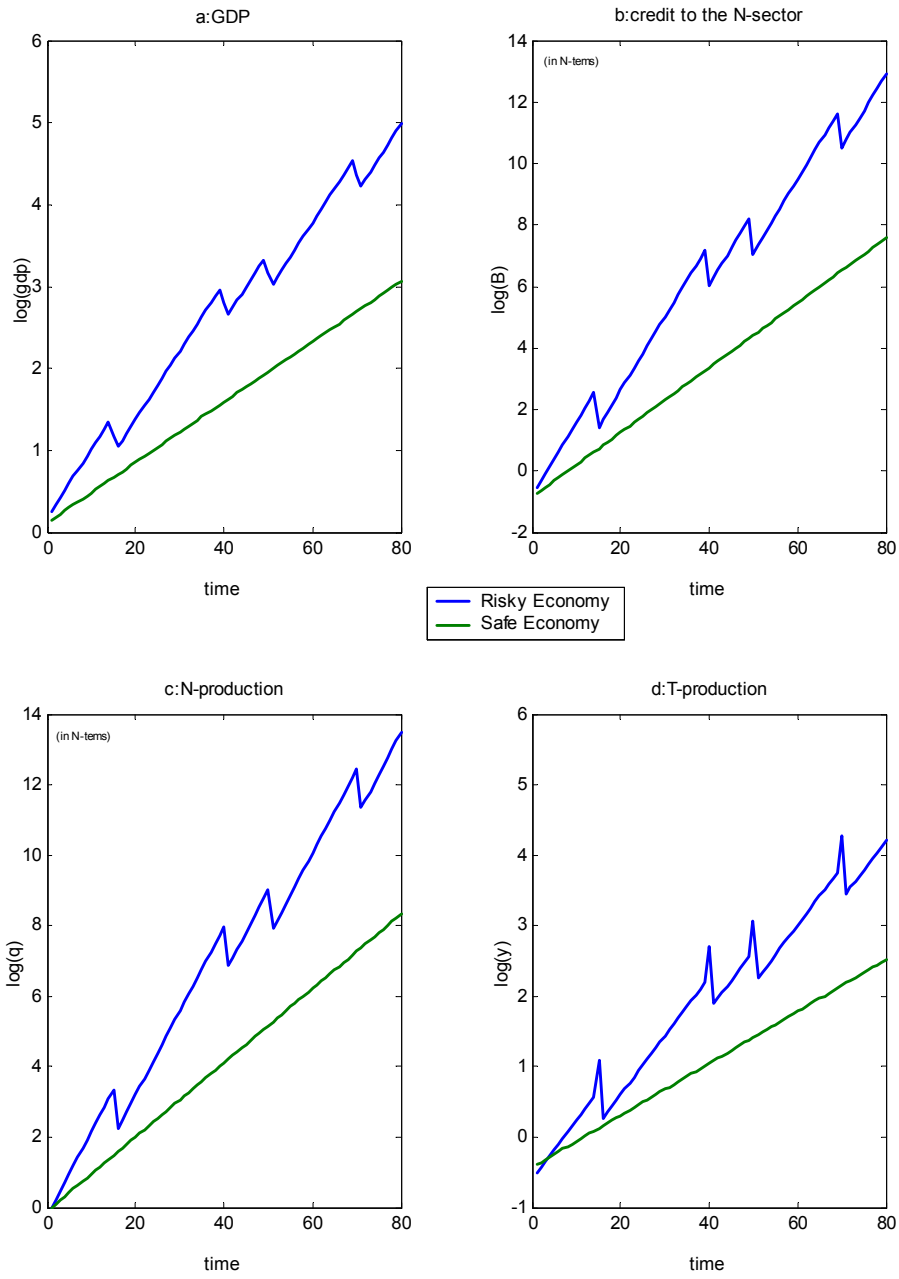 a:GDP
6
5
4
3
2
1
0
log(gdp)
0 20 40 60 80
time
b:credit to the N-sector
(in N-tems)
14
12
10
8
6
4
2
0
-2
log(B)
0 20 40 60 80
time
Risky Economy
Safe Economy
c:N-production
(in N-tems)
14
12
10
8
6
4
2
0
log(q)
0 20 40 60 80
time
d:T-production
6
5
4
3
2
1
0
-1
log(y)
0 20 40 60 80
time